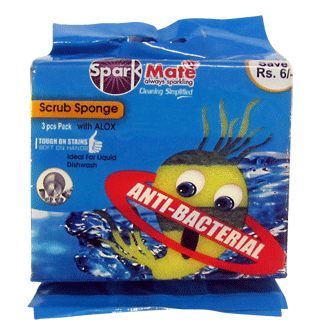 Save
Rs. 6/-
Spark Mate
always sparkling
Cleaning Simplified
Scrub Sponge
3 pcs Pack with ALOX
TOUGH ON STAINS
SOFT ON HANDS
Ideal For Liquid
Dishwash
ANTI-BACTERIAL